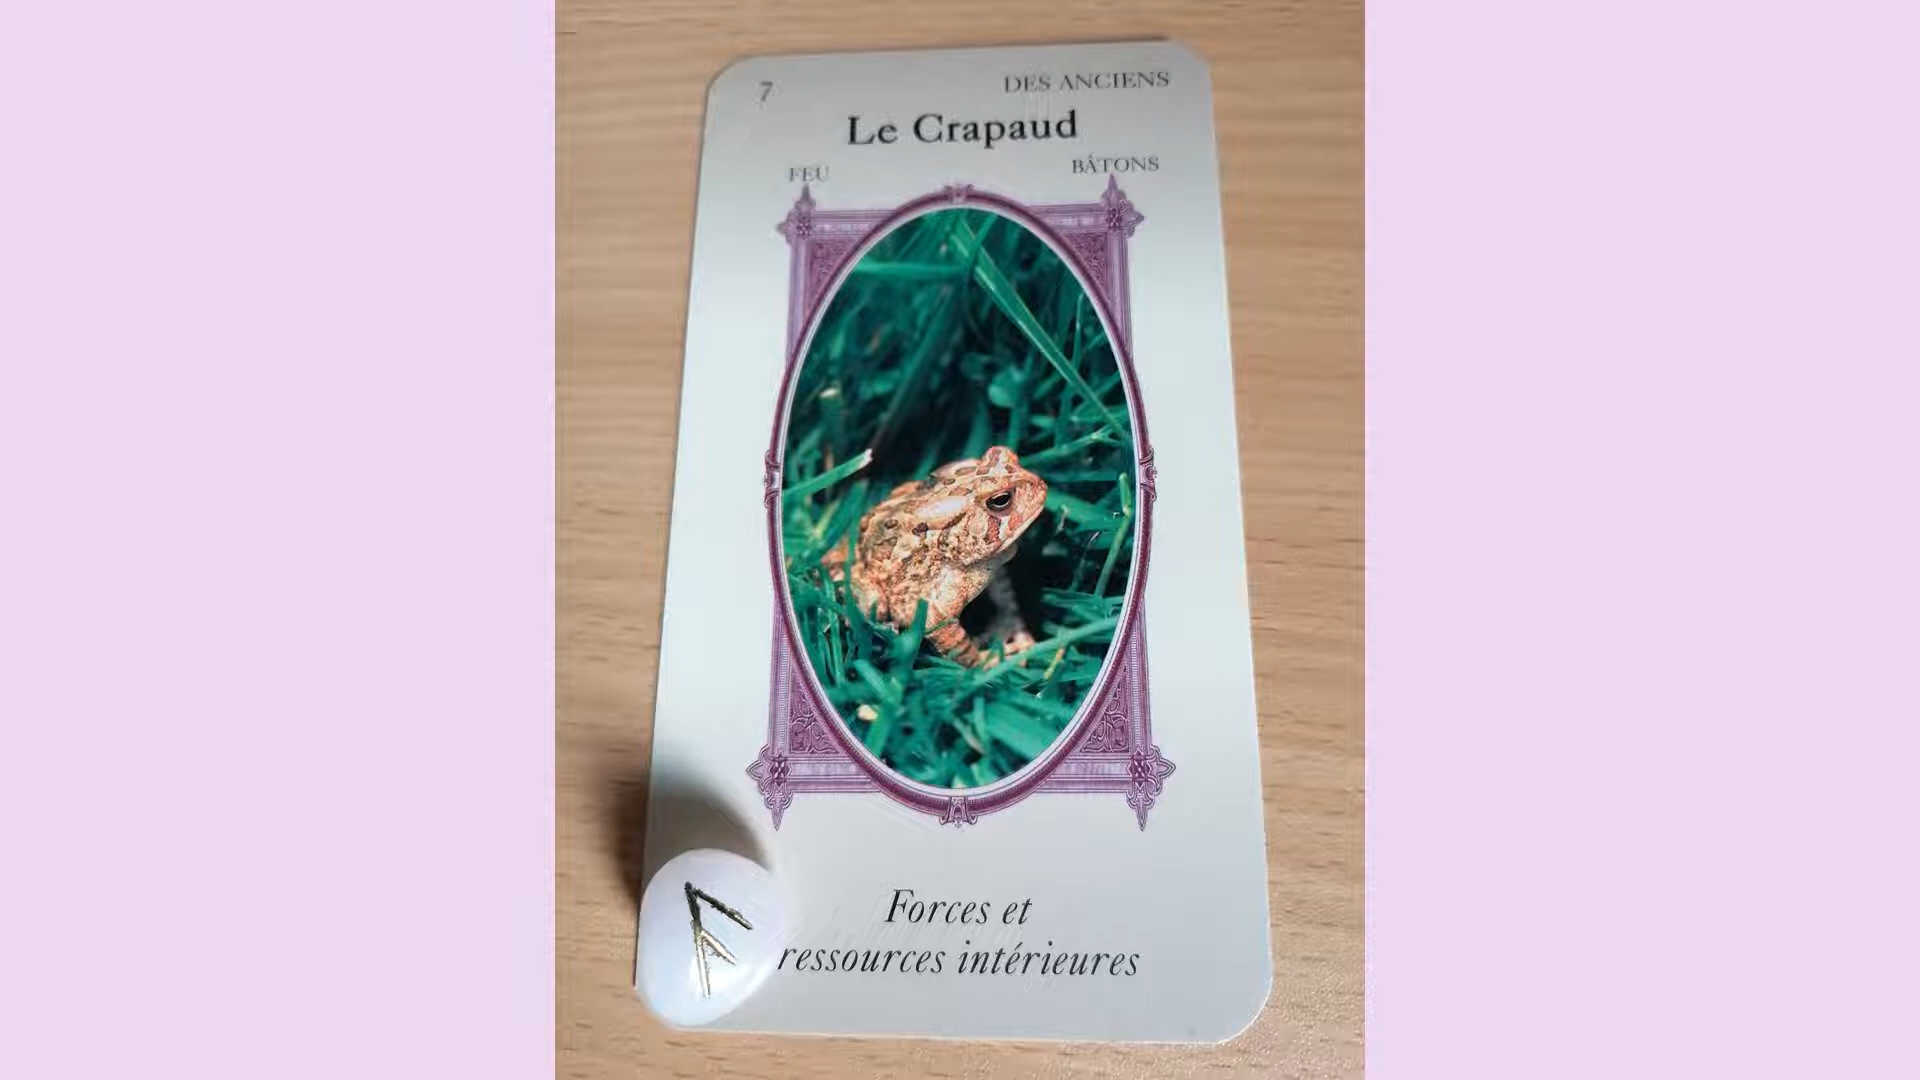 7
DES ANCIENS
Le Crapaud
FEU
BÂTONS
Forces et
ressources intérieures